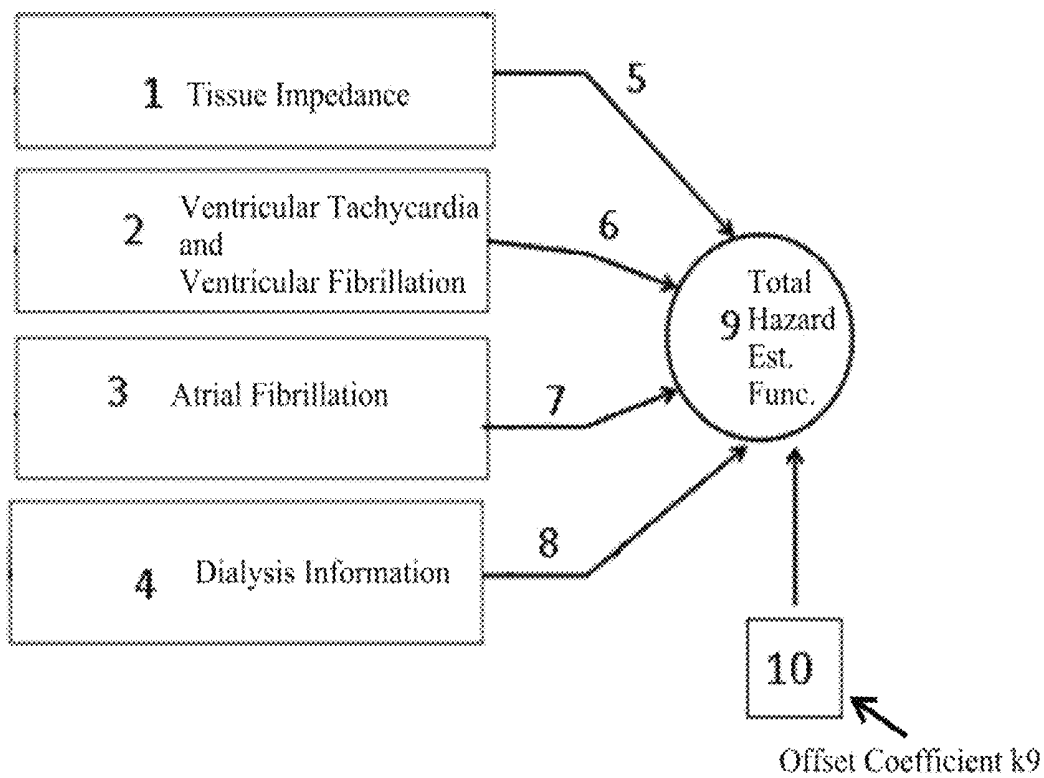 1 Tissue Impedance
5
2 Ventricular Tachycardia
and
Ventricular Fibrillation
6
3 Atrial Fibrillation
7
4 Dialysis Information
8
Total
9 Hazard
Est.
Func.
10
Offset Coefficient k9